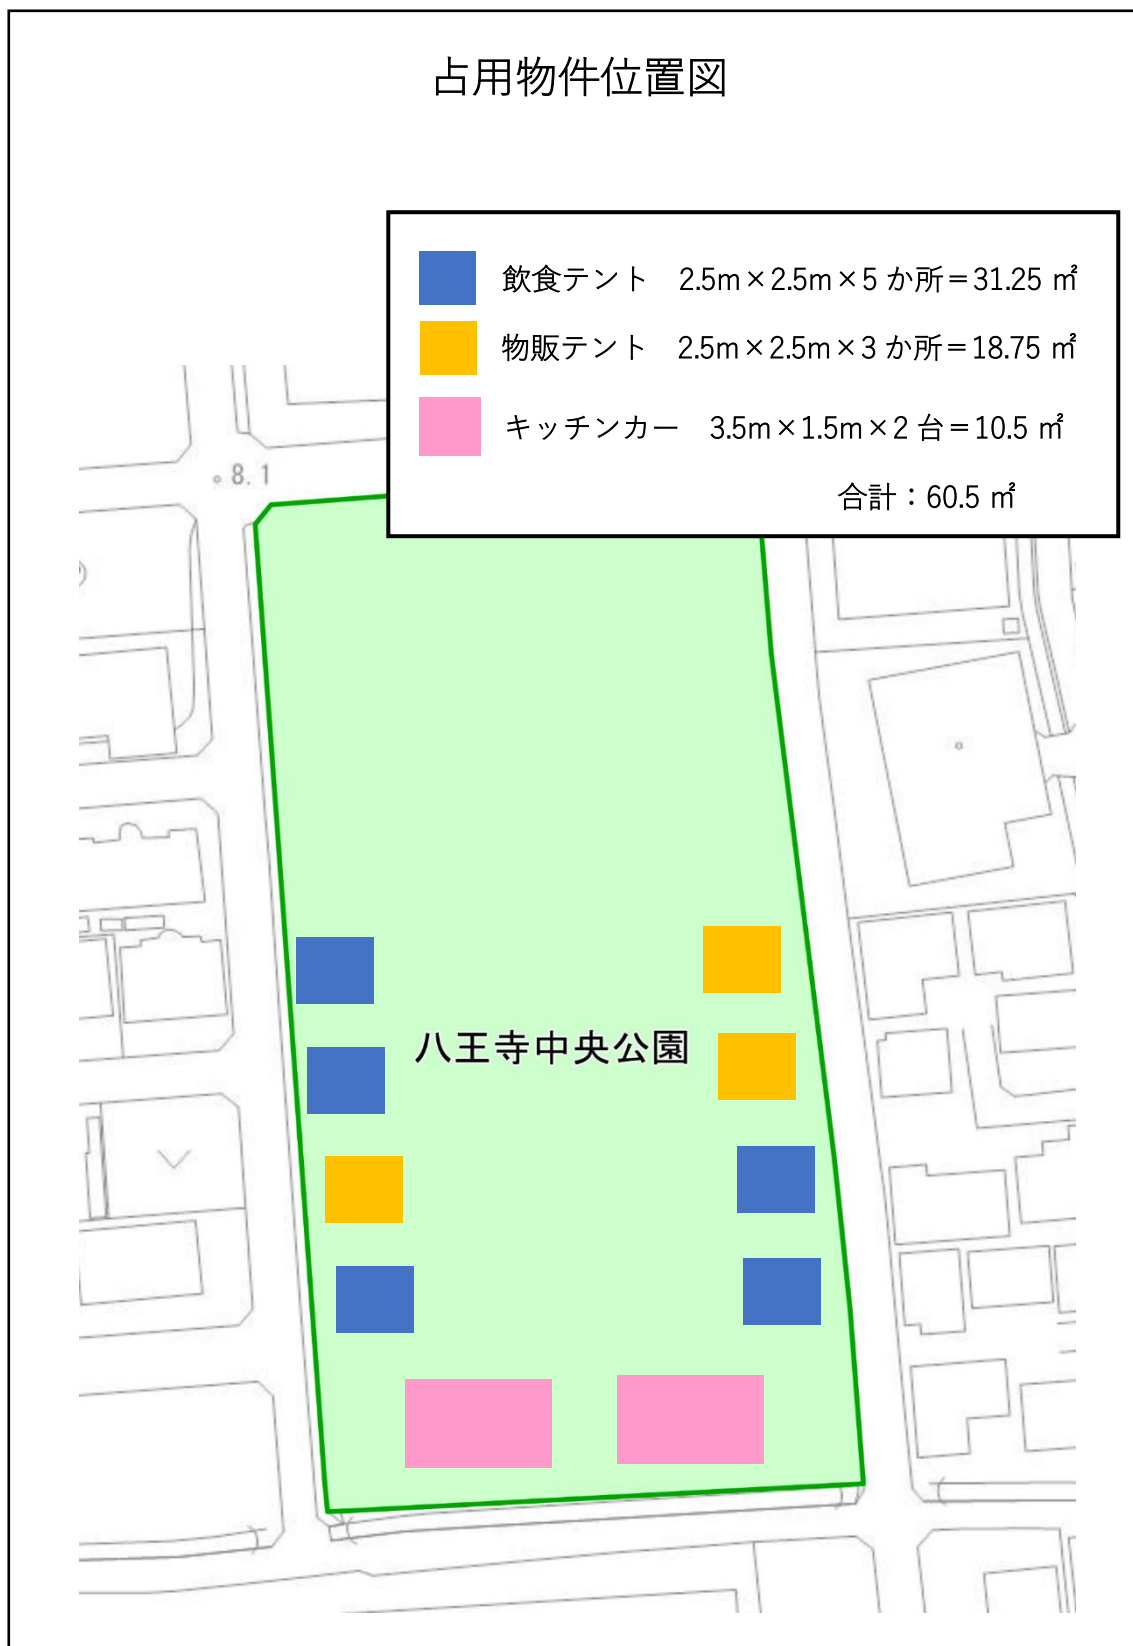 占用物件位置図
飲食テント　2.5m×2.5m×5 か所＝31.25 ㎡
物販テント　2.5m×2.5m×3 か所＝18.75 ㎡
キッチンカー　3.5m×1.5m×2 台＝10.5 ㎡
合計：60.5 ㎡
8.1
八王寺中央公園